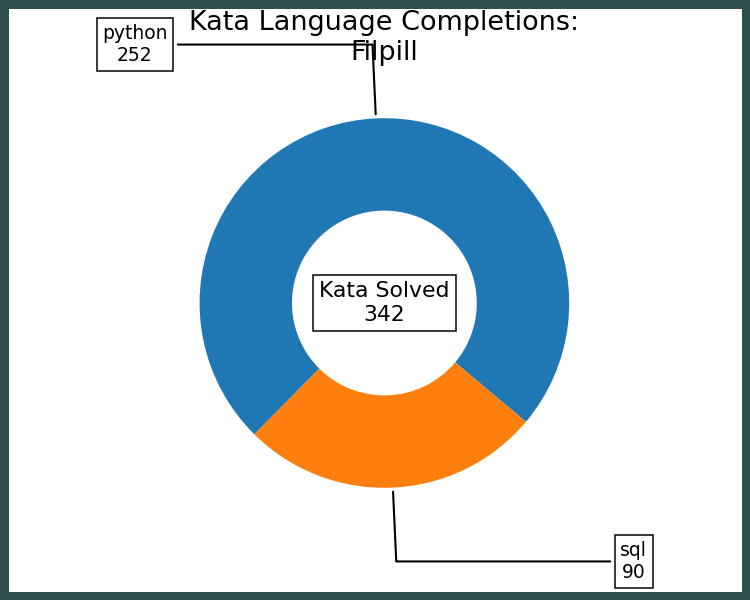 Kata Language Completions:
Filpill
python
252
Kata Solved
342
sql
90